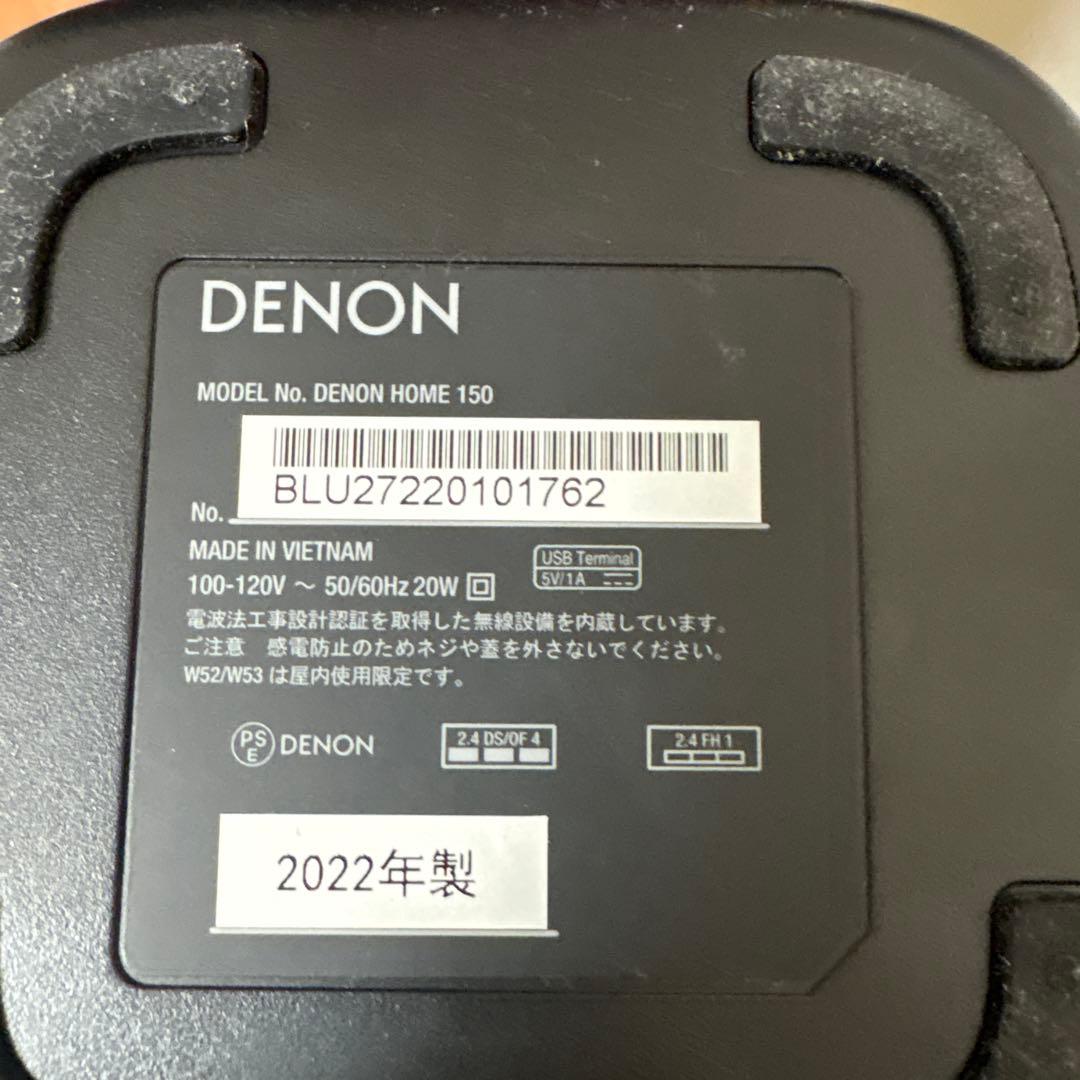 DENON
MODEL No. DENON HOME 150
BLU27220101762
No.
MADE IN VIETNAM
100-120V ～ 50/60Hz 20W
USB Terminal
5V/1A
電波法工事設計認証を取得した無線設備を内蔵しています。
ご注意 感電防止のためネジや蓋を外さないでください。
W52/W53 は屋内使用限定です。
PSE DENON
2.4 DS/OF 4
2.4 FH 1
2022年製